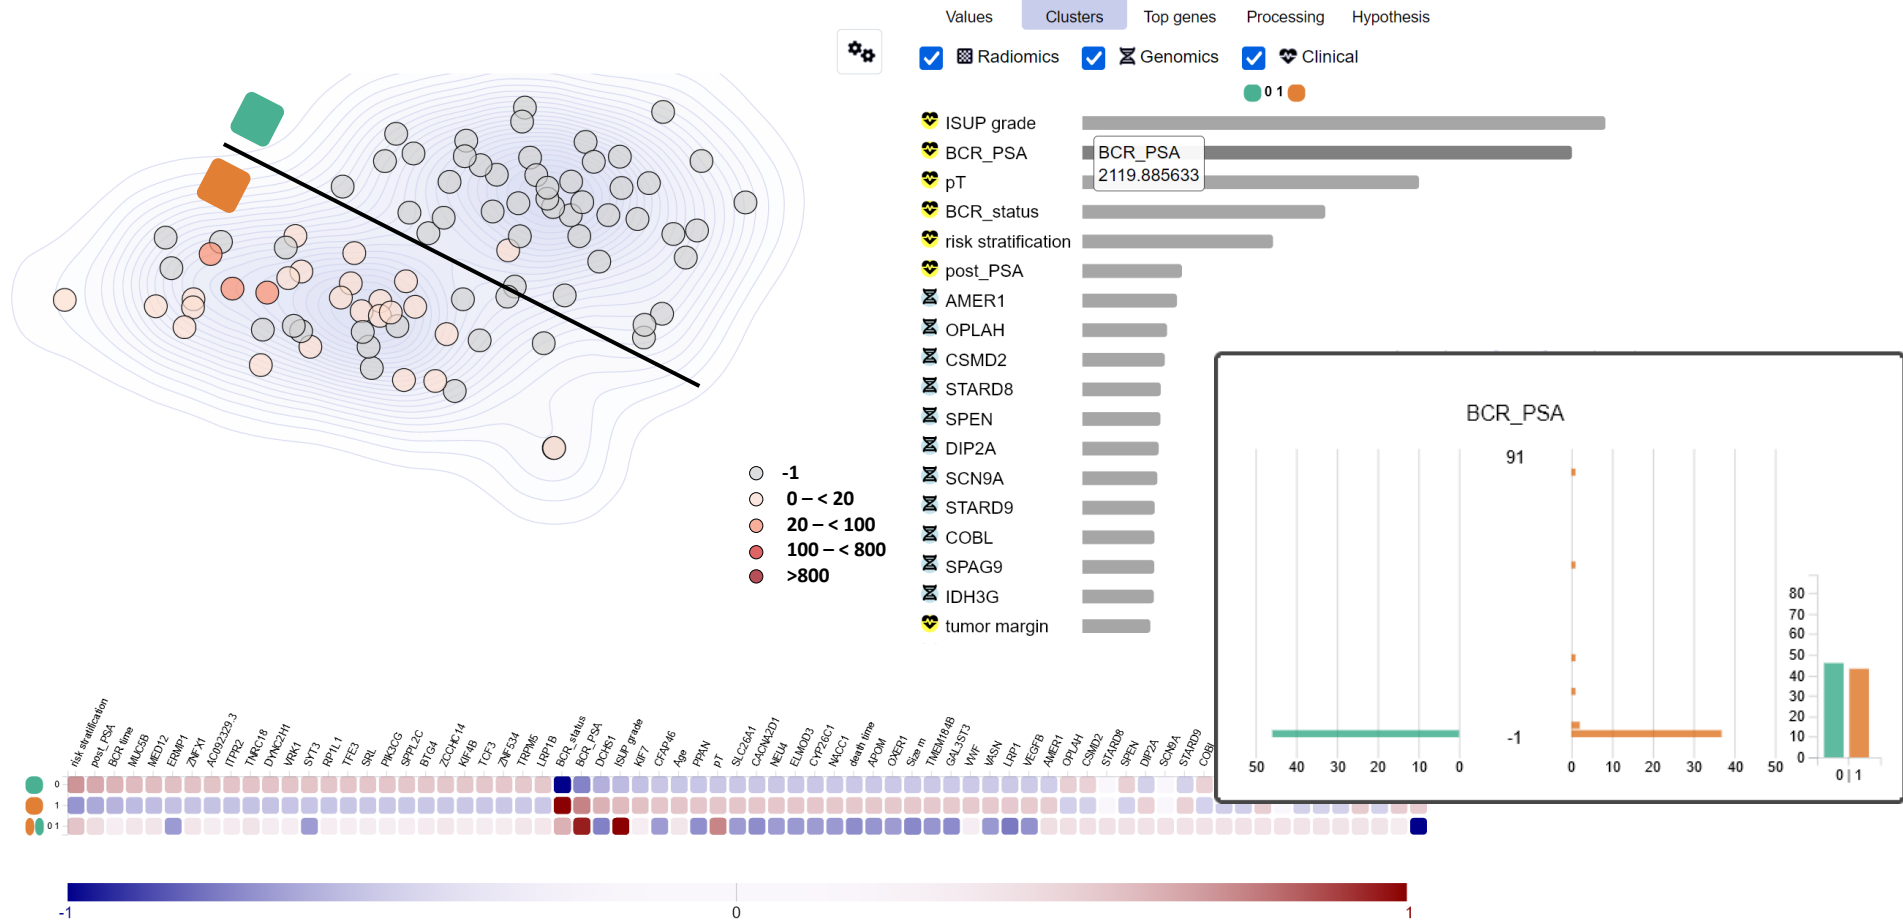 Values Clusters Top genes Processing Hypothesis
Radiomics Genomics Clinical
0 1
ISUP grade
BCR_PSA
pT
BCR_status
risk stratification
post_PSA
AMER1
OPLAH
CSMD2
STARD8
SPEN
DIP2A
SCN9A
STARD9
COBL
SPAG9
IDH3G
tumor margin
BCR_PSA
2119.885633
-1
0 – < 20
20 – < 100
100 – < 800
>800
BCR_PSA
91
-1
50 40 30 20 10 0
0 10 20 30 40 50
80
70
60
50
40
30
20
10
0
0 | 1
risk stratification
post_PSA
BCR time
MUC5B
MED12
ERMP1
ZNFX1
AC092329.3
ITPR2
TNRC18
DYNC2H1
VRK1
SYT3
RP1L1
TFE3
SRL
PIK3CG
SPPL2C
BTG4
ZCCHC14
KIF4B
TCF3
ZNF534
TRPM5
LRP1B
BCR_status
BCR_PSA
DCHS1
ISUP grade
KIF7
CFAP46
Age
PPAN
pT
SLC26A1
CACNA2D1
NEU4
ELMOD3
CYP26C1
NACC1
death time
APOM
OXER1
Size m
TMEM184B
GAL3ST3
VWF
VASN
LRP1
VEGFB
AMER1
OPLAH
CSMD2
STARD8
SPEN
DIP2A
SCN9A
STARD9
COBL
0
1
0 1
-1 0 1